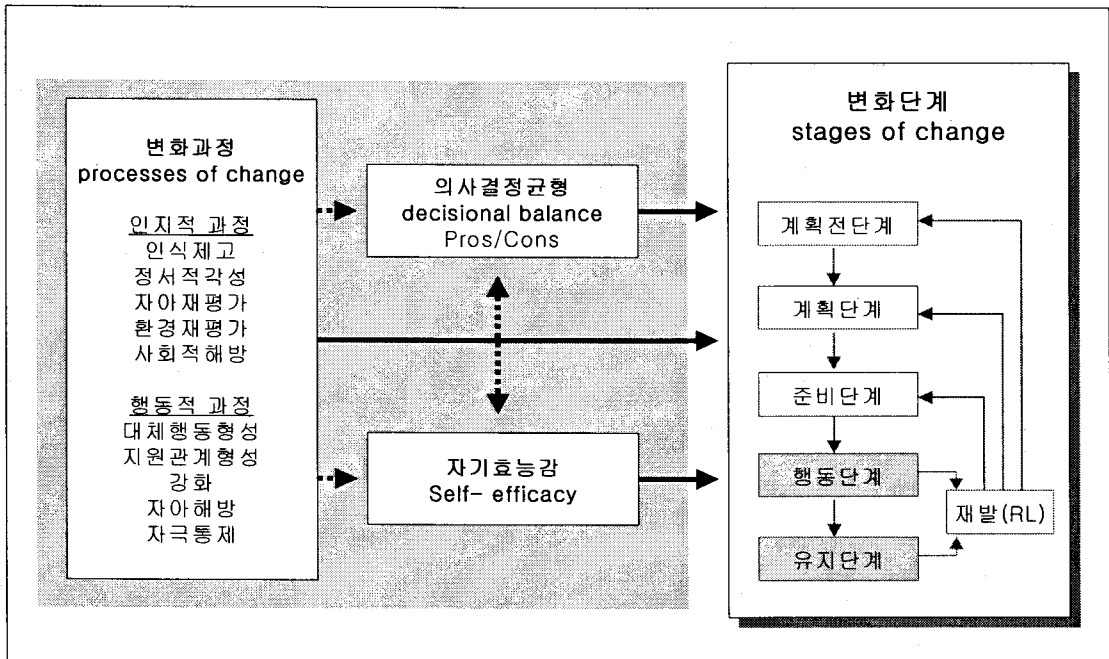 변화과정
processes of change
인지적 과정
인식제고
정서적각성
자아재평가
환경재평가
사회적해방
행동적 과정
대체행동형성
지원관계형성
강화
자아해방
자극통제
의사결정균형
decisional balance
Pros/Cons
자기효능감
Self- efficacy
변화단계
stages of change
계획전단계
계획단계
준비단계
행동단계
유지단계
재발(RL)